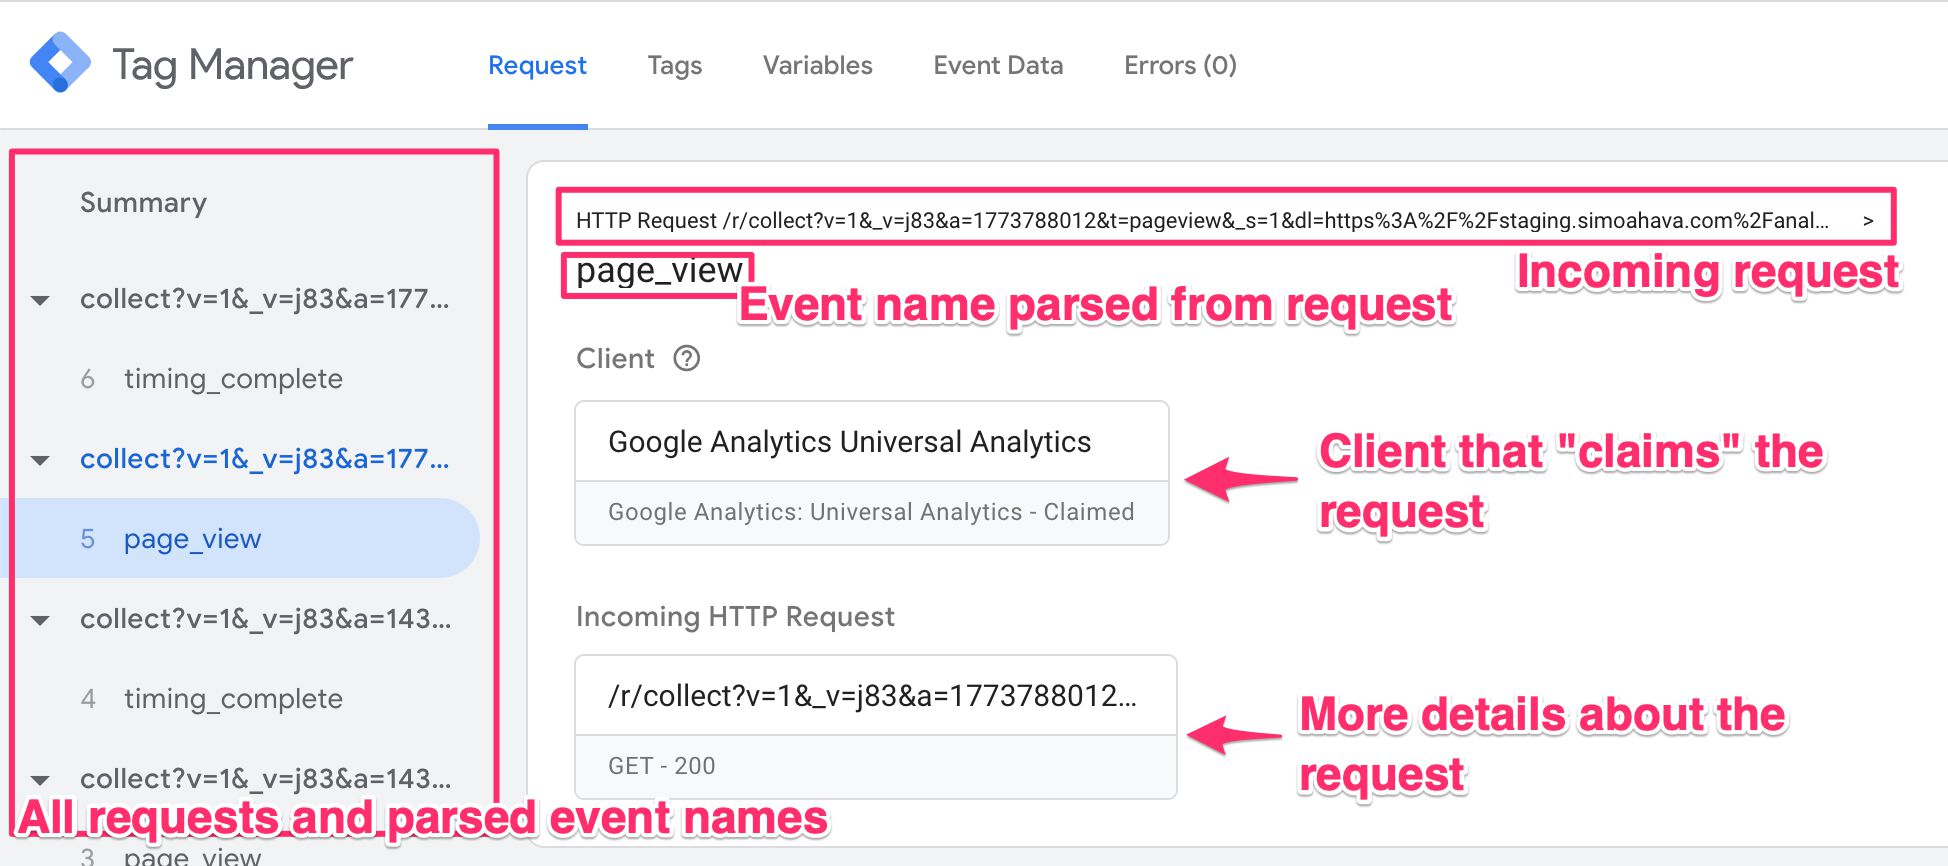 Tag Manager
Request
Tags
Variables
Event Data
Errors (0)
Summary
collect?v=1&_v=j83&a=177...
6 timing_complete
collect?v=1&_v=j83&a=177...
5 page_view
collect?v=1&_v=j83&a=143...
4 timing_complete
collect?v=1&_v=j83&a=143...
All requests and parsed event names
3 page_view
HTTP Request /r/collect?v=1&_v=j83&a=1773788012&t=pageview&_s=1&dl=https%3A%2F%2Fstaging.simoahava.com%2Fanal... >
Incoming request
page_view
Event name parsed from request
Client ?
Google Analytics Universal Analytics
Google Analytics: Universal Analytics - Claimed
Client that "claims" the
request
Incoming HTTP Request
/r/collect?v=1&_v=j83&a=1773788012...
GET - 200
More details about the
request